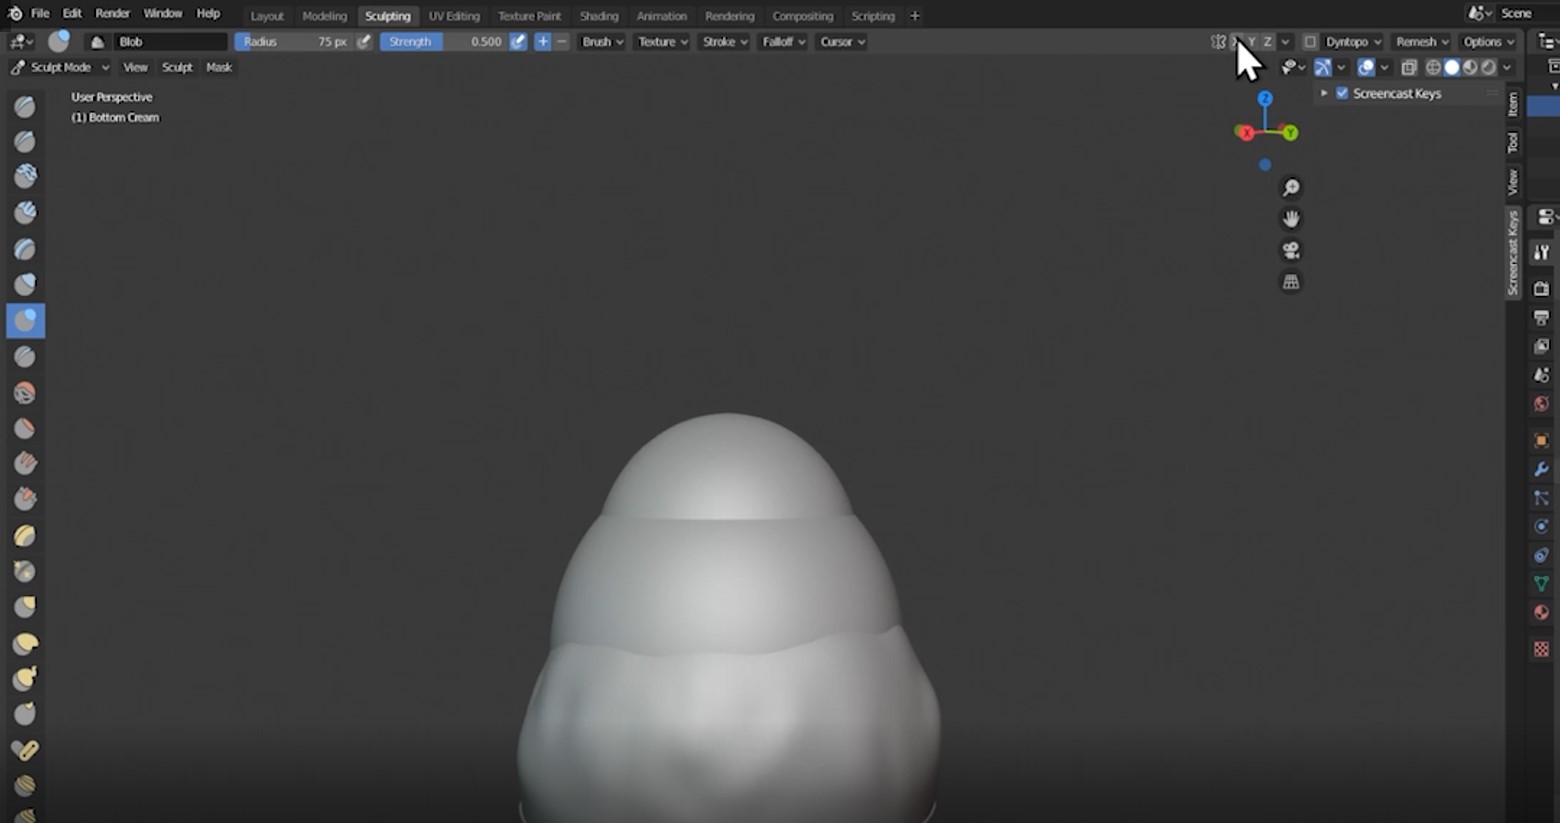 File Edit Render Window Help Layout Modeling Sculpting UV Editing Texture Paint Shading Animation Rendering Compositing Scripting + Scene
Blob Radius 75 px Strength 0.500 + − Brush Texture Stroke Falloff Cursor Y Z Dyntopo Remesh Options
Sculpt Mode View Sculpt Mask
User Perspective
(1) Bottom Cream
Screencast Keys
Z
X Y
Item
Tool
View
Screencast Keys